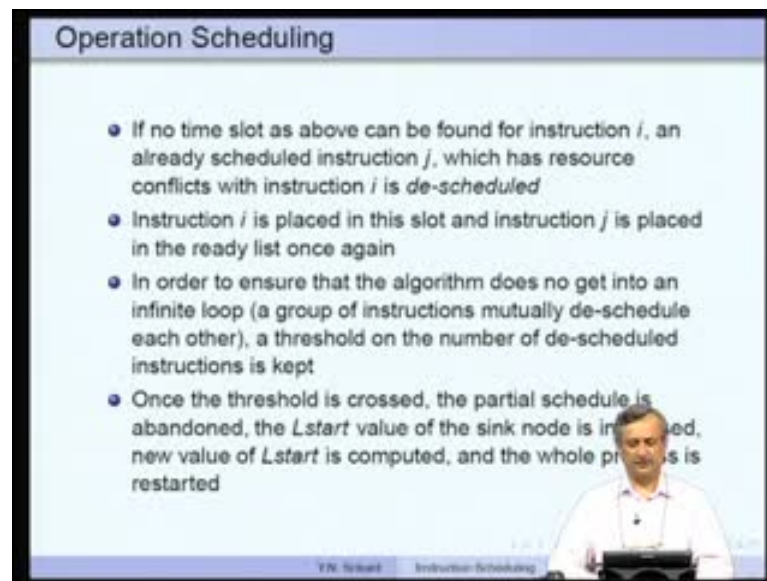 Operation Scheduling
If no time slot as above can be found for instruction i, an
already scheduled instruction j, which has resource
conflicts with instruction i is de-scheduled
Instruction i is placed in this slot and instruction j is placed
in the ready list once again
In order to ensure that the algorithm does no get into an
infinite loop (a group of instructions mutually de-schedule
each other), a threshold on the number of de-scheduled
instructions is kept
Once the threshold is crossed, the partial schedule is
abandoned, the Lstart value of the sink node is
new value of Lstart is computed, and the whole is
restarted
Y.N. Srikant Instruction Scheduling